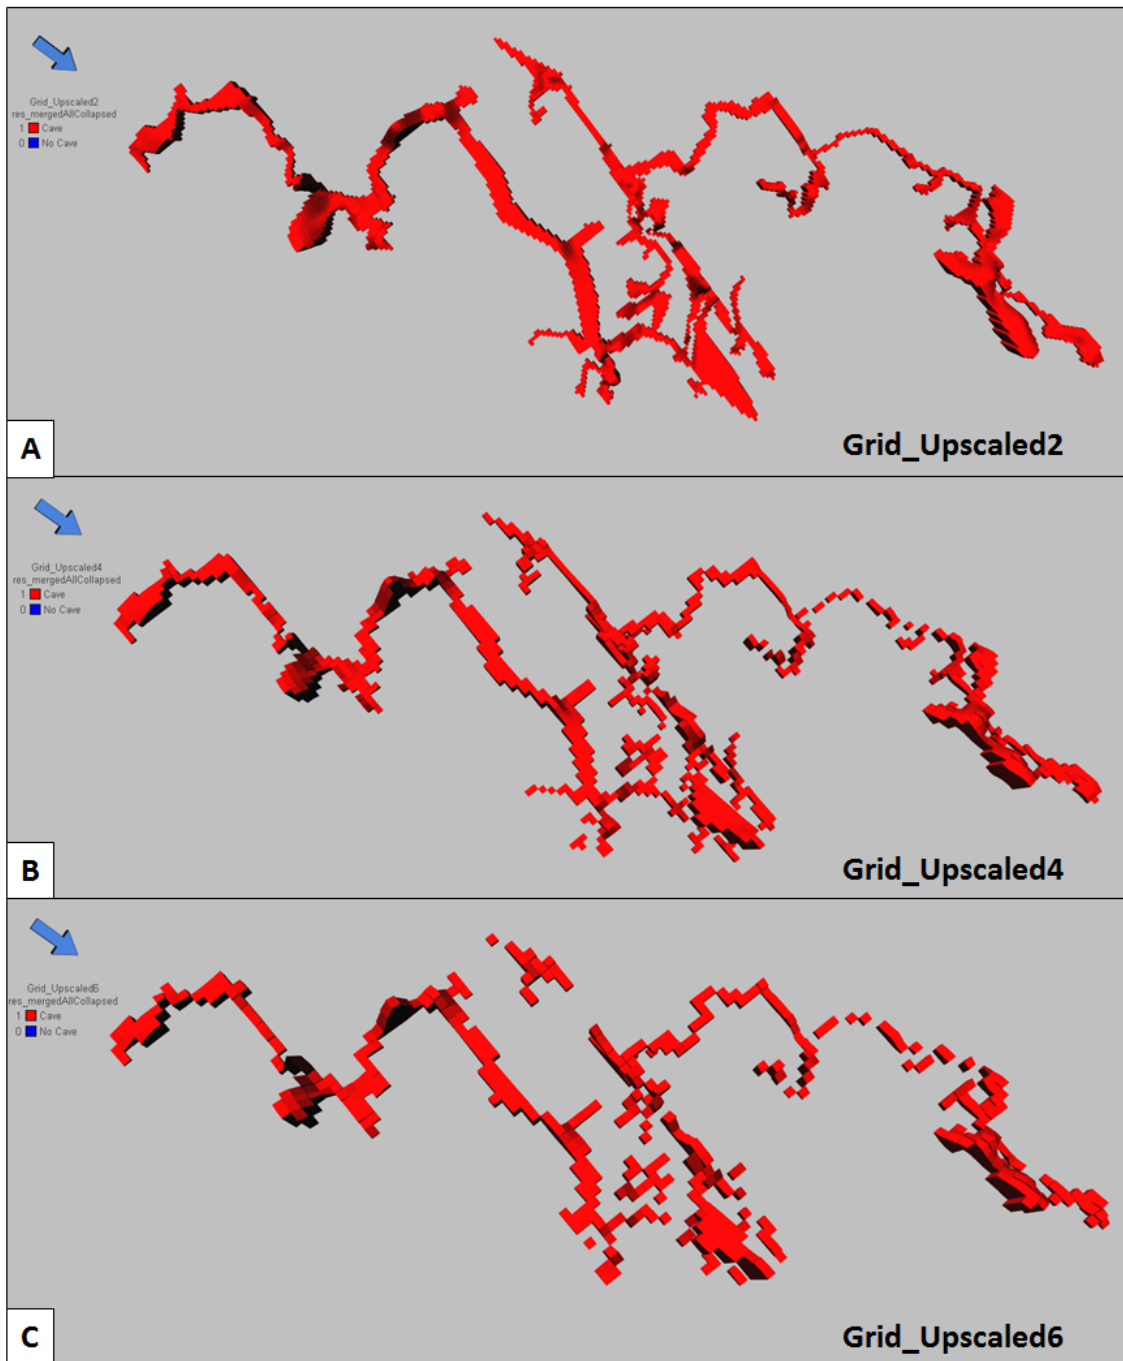 Grid_Upscaled2
res_mergedAllCollapsed
1 Cave
0 No Cave
A
Grid_Upscaled2
Grid_Upscaled4
res_mergedAllCollapsed
1 Cave
0 No Cave
B
Grid_Upscaled4
Grid_Upscaled6
res_mergedAllCollapsed
1 Cave
0 No Cave
C
Grid_Upscaled6